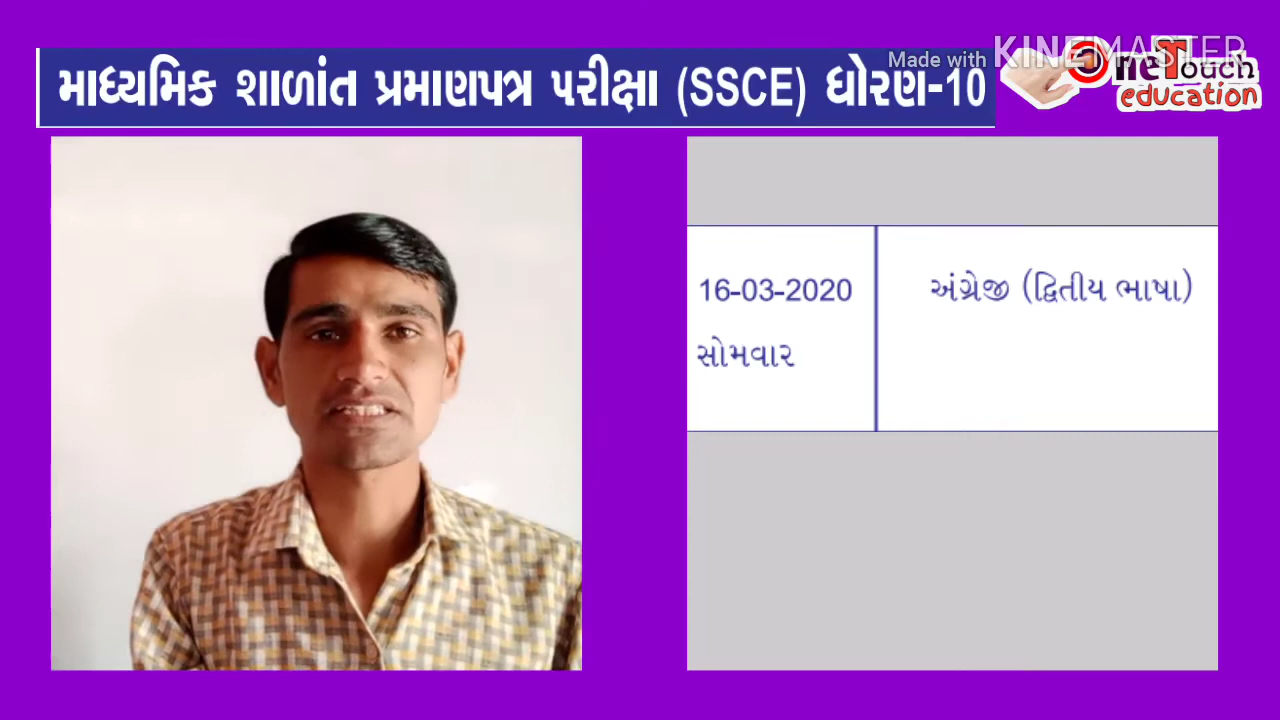 Made with KINEMASTER
માધ્યમિક શાળાંત પ્રમાણપત્ર પરીક્ષા (SSCE) ધોરણ-10
OneTouch
education
16-03-2020
સોમવાર
અંગ્રેજી (દ્વિતીય ભાષા)